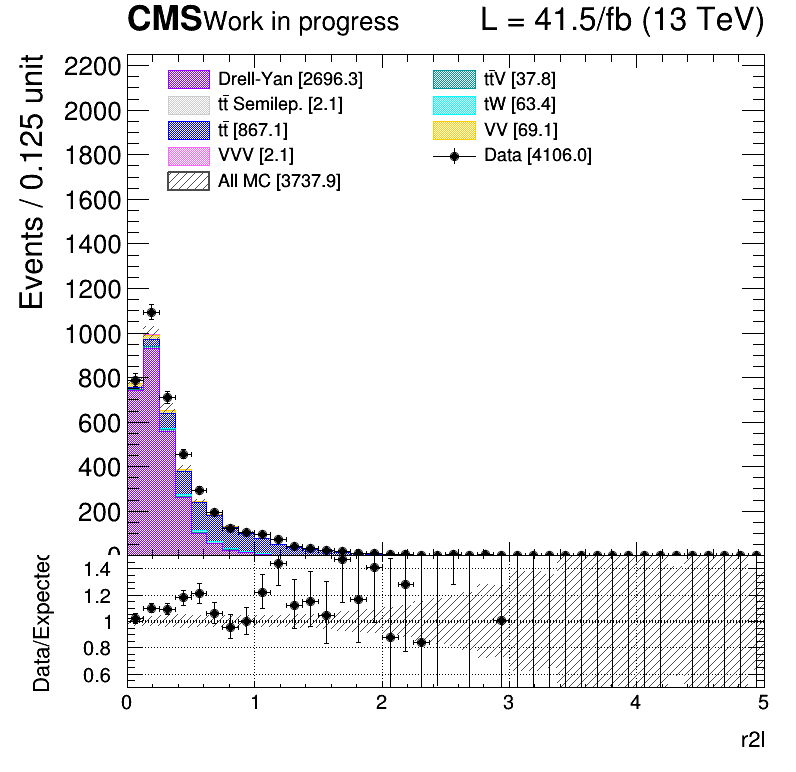 CMS Work in progress L = 41.5/fb (13 TeV)
Events / 0.125 unit
2200
2000
1800
1600
1400
1200
1000
800
600
400
200
0
Drell-Yan [2696.3]
tt̄ Semilep. [2.1]
tt̄ [867.1]
VVV [2.1]
All MC [3737.9]
tt̄V [37.8]
tW [63.4]
VV [69.1]
Data [4106.0]
Data/Expected
1.4
1.2
1
0.8
0.6
0 1 2 3 4 5
r2l